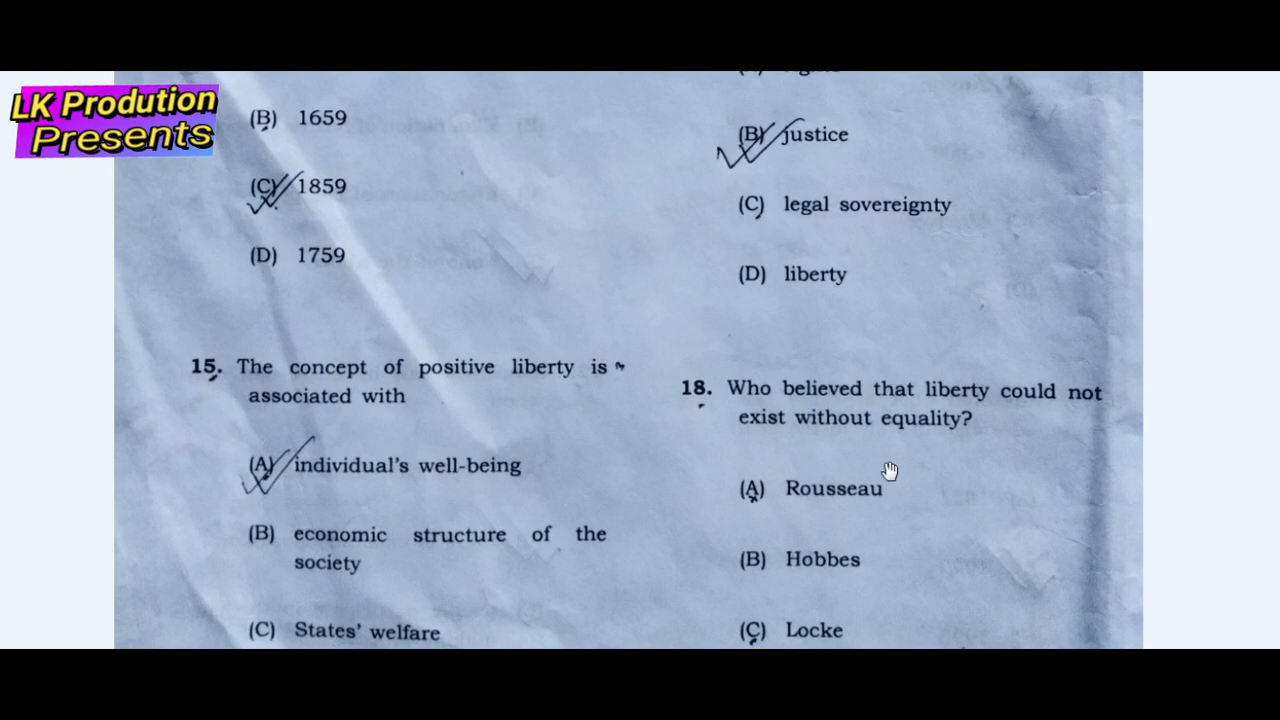 LK Prodution
Presents
(B) 1659
(C) 1859
(D) 1759
15. The concept of positive liberty is
associated with
(A) individual's well-being
(B) economic structure of the
society
(C) States' welfare
(B) justice
(C) legal sovereignty
(D) liberty
18. Who believed that liberty could not
exist without equality?
(A) Rousseau
(B) Hobbes
(C) Locke